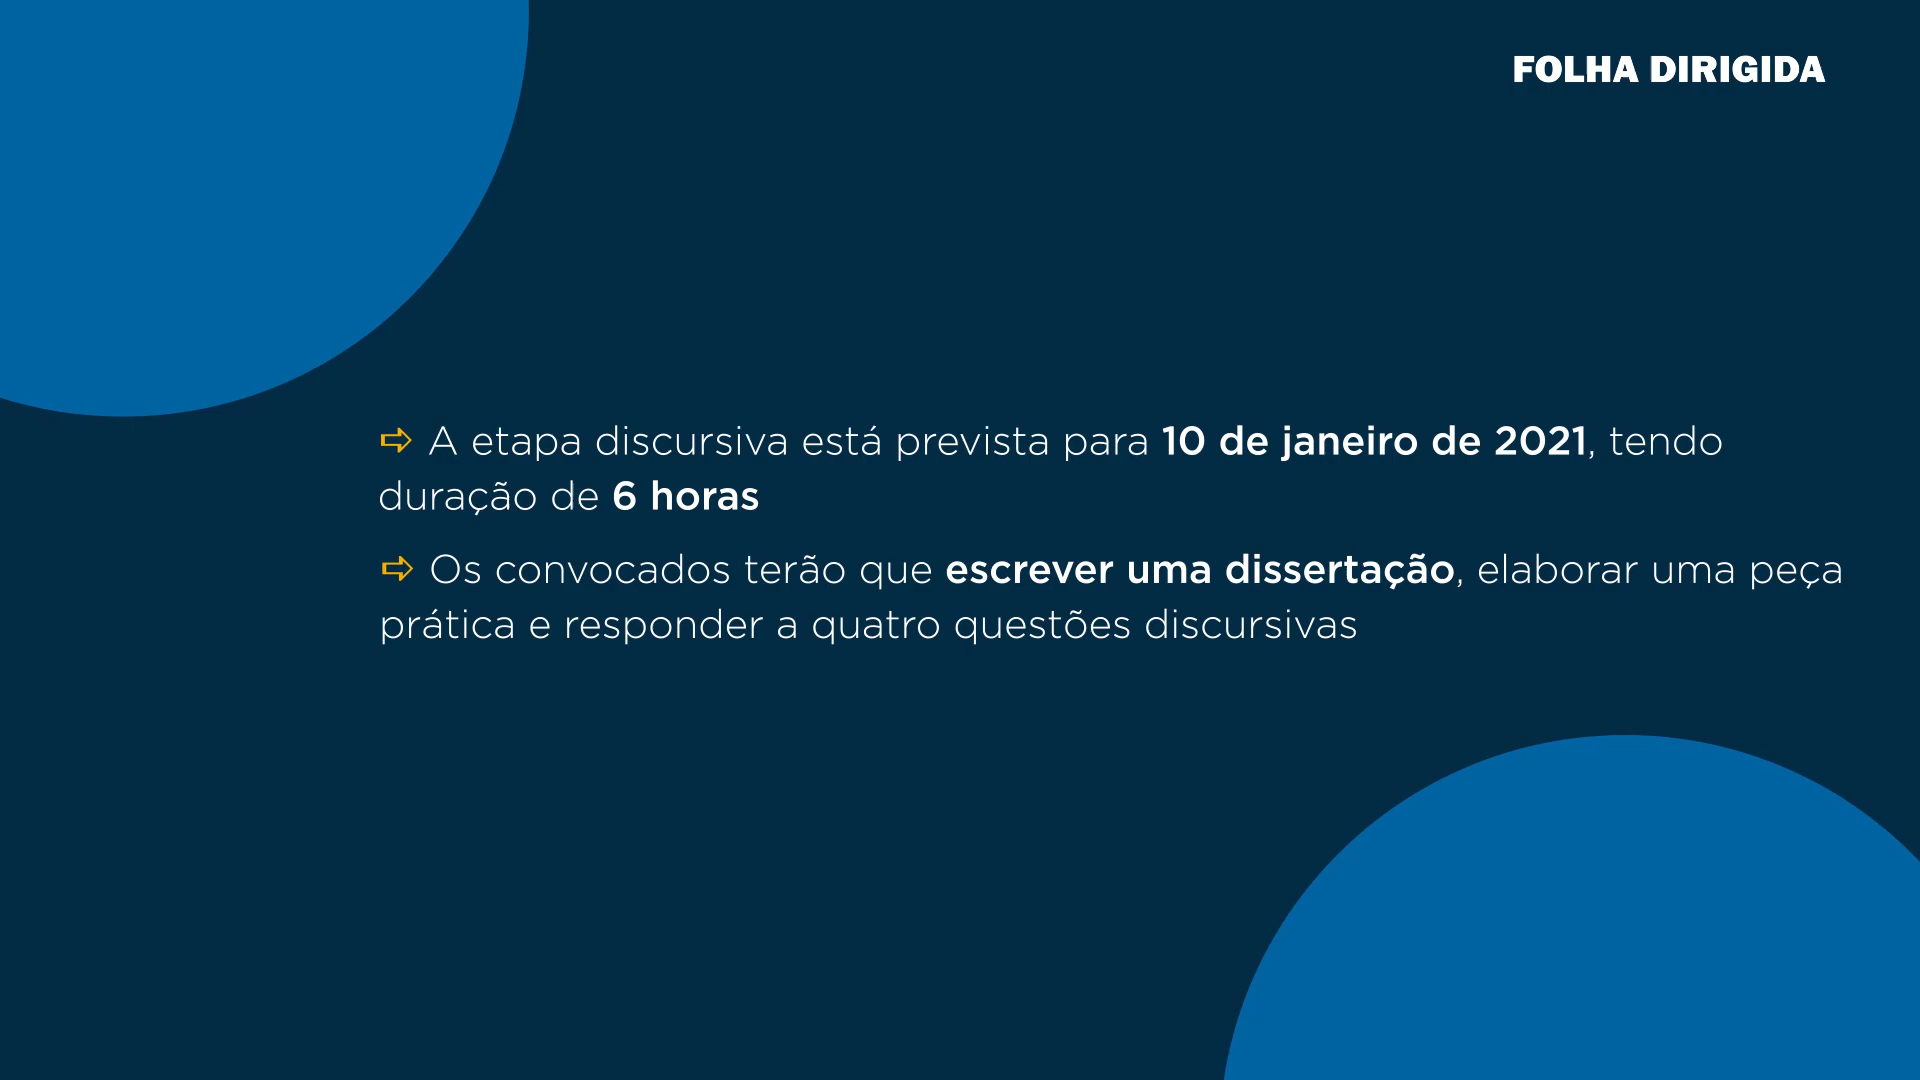 FOLHA DIRIGIDA
➩ A etapa discursiva está prevista para 10 de janeiro de 2021, tendo
duração de 6 horas
➩ Os convocados terão que escrever uma dissertação, elaborar uma peça
prática e responder a quatro questões discursivas